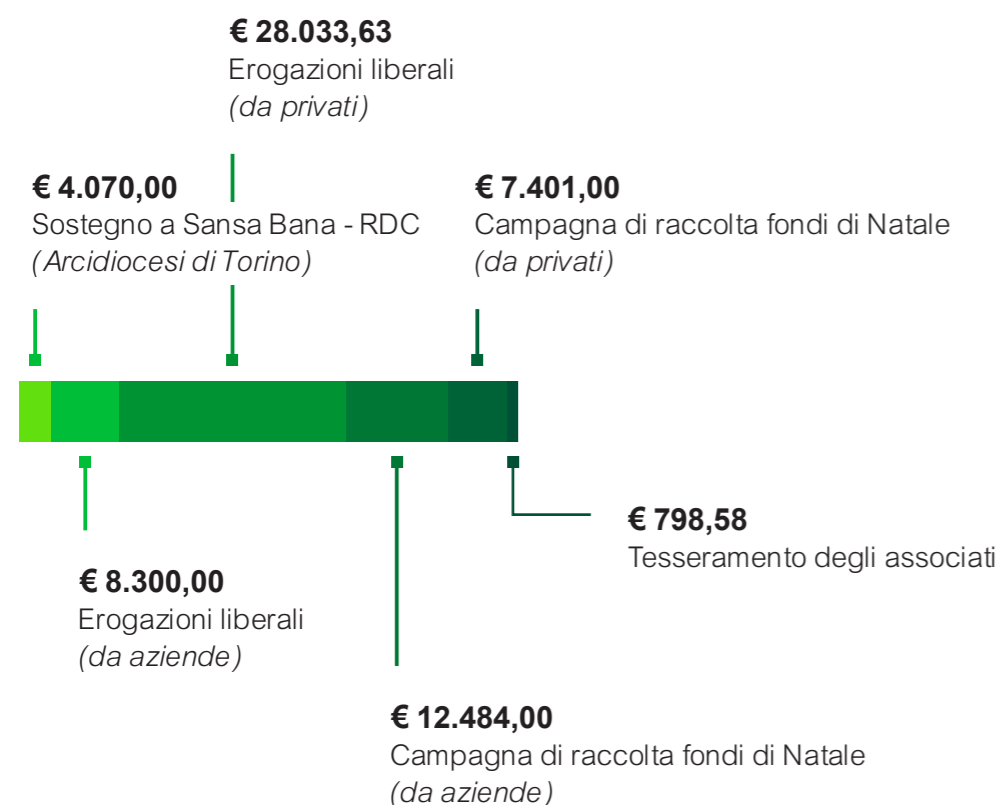 € 28.033,63
Erogazioni liberali
(da privati)
€ 4.070,00
Sostegno a Sansa Bana - RDC
(Arcidiocesi di Torino)
€ 7.401,00
Campagna di raccolta fondi di Natale
(da privati)
€ 798,58
Tesseramento degli associati
€ 8.300,00
Erogazioni liberali
(da aziende)
€ 12.484,00
Campagna di raccolta fondi di Natale
(da aziende)